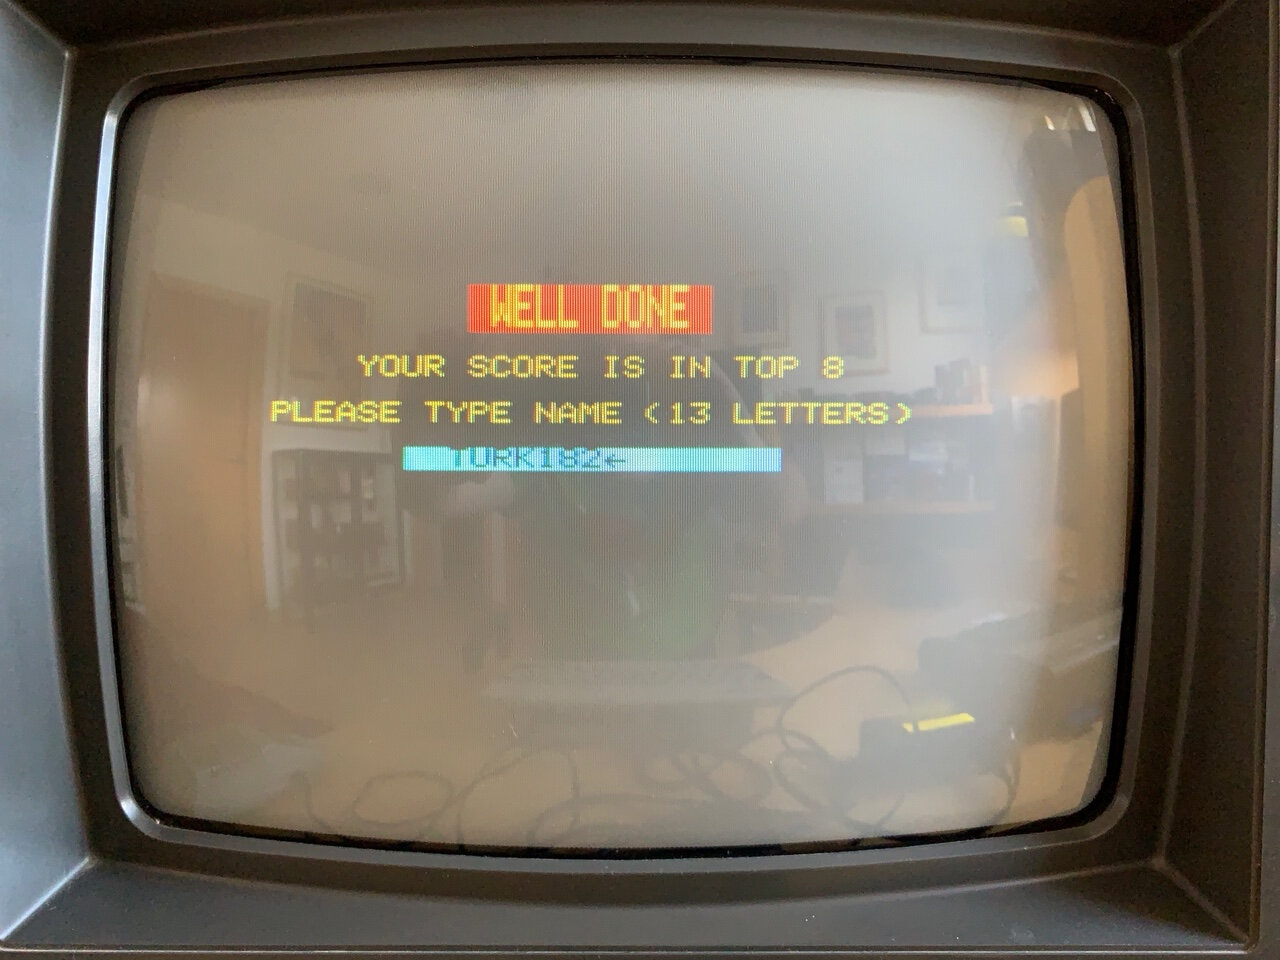 WELL DONE
YOUR SCORE IS IN TOP 8
PLEASE TYPE NAME (13 LETTERS)
TURK182←